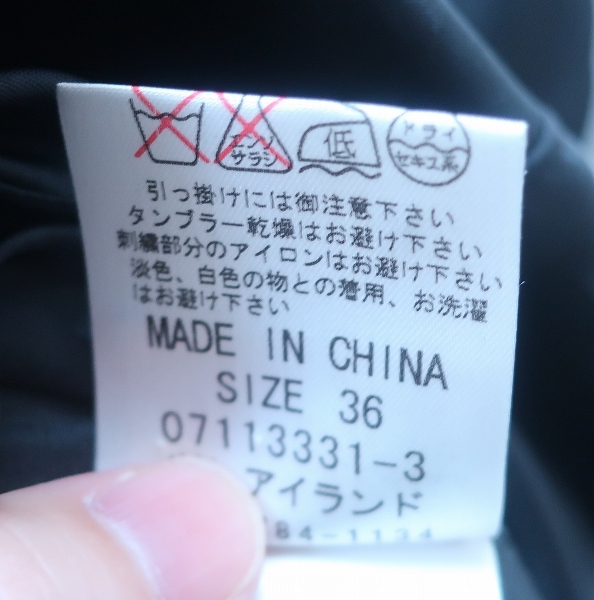 エンソ
サラシ
低
ドライ
セキユ系
引っ掛けには御注意下さい
タンブラー乾燥はお避け下さい
刺繍部分のアイロンはお避け下さい
淡色、白色の物との着用、お洗濯
はお避け下さい
MADE IN CHINA
SIZE 36
07113331-3
アイランド
84-1134